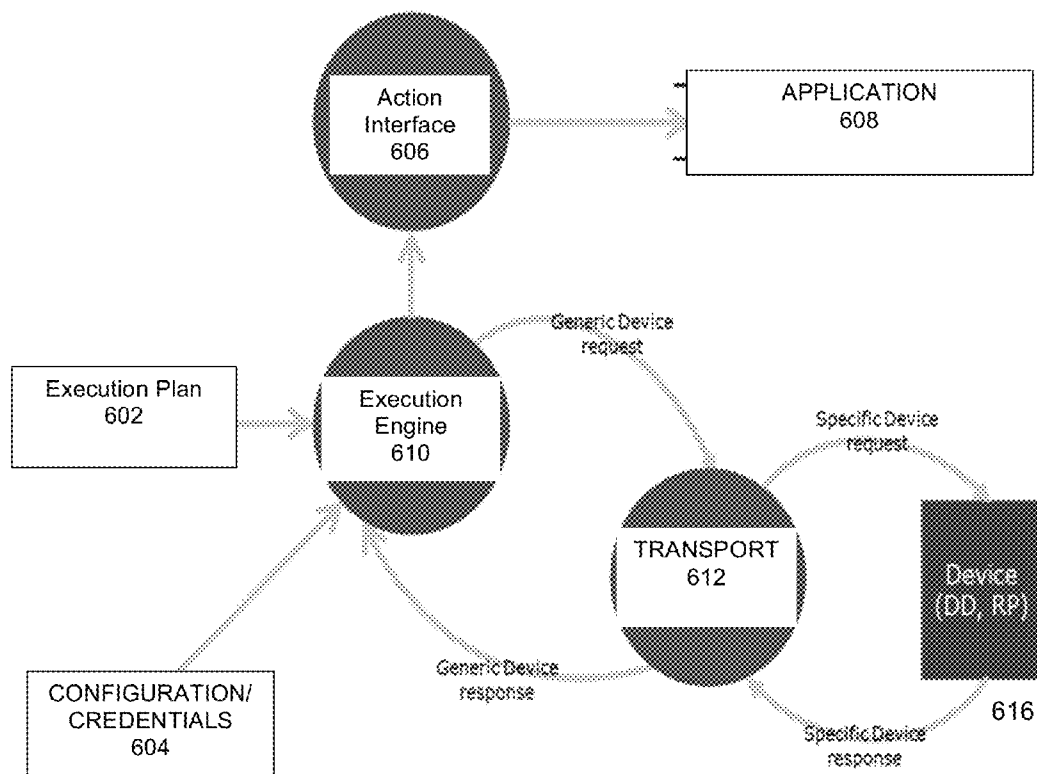 Action
Interface
606
APPLICATION
608
Generic Device
request
Execution Plan
602
Execution
Engine
610
Specific Device
request
TRANSPORT
612
Device
(DD, RP)
616
Generic Device
response
Specific Device
response
CONFIGURATION/
CREDENTIALS
604